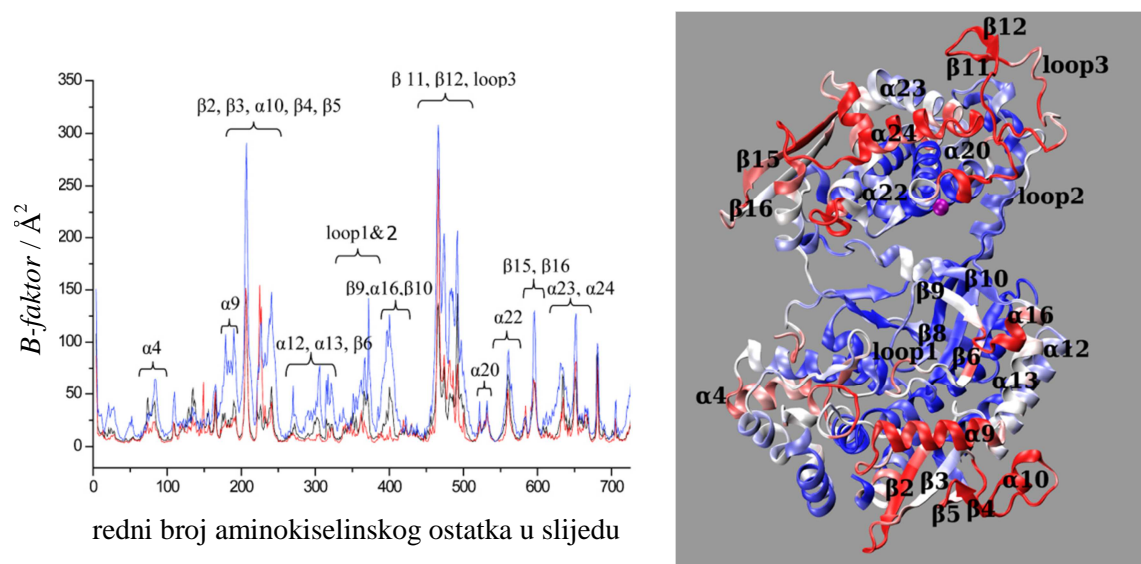 350
300
250
200
150
100
50
0
B-faktor / Å²
0 100 200 300 400 500 600 700
redni broj aminokiselinskog ostatka u slijedu
α4
α9
β2, β3, α10, β4, β5
α12, α13, β6
loop1&2
β9,α16,β10
β 11, β12, loop3
α20
α22
β15, β16
α23, α24
β12
β11
loop3
α23
α24
α20
β15
α22
β16
loop2
β10
β9
α16
β8
α12
loop1
β6
α13
α4
α9
β3
α10
β2
β5
β4